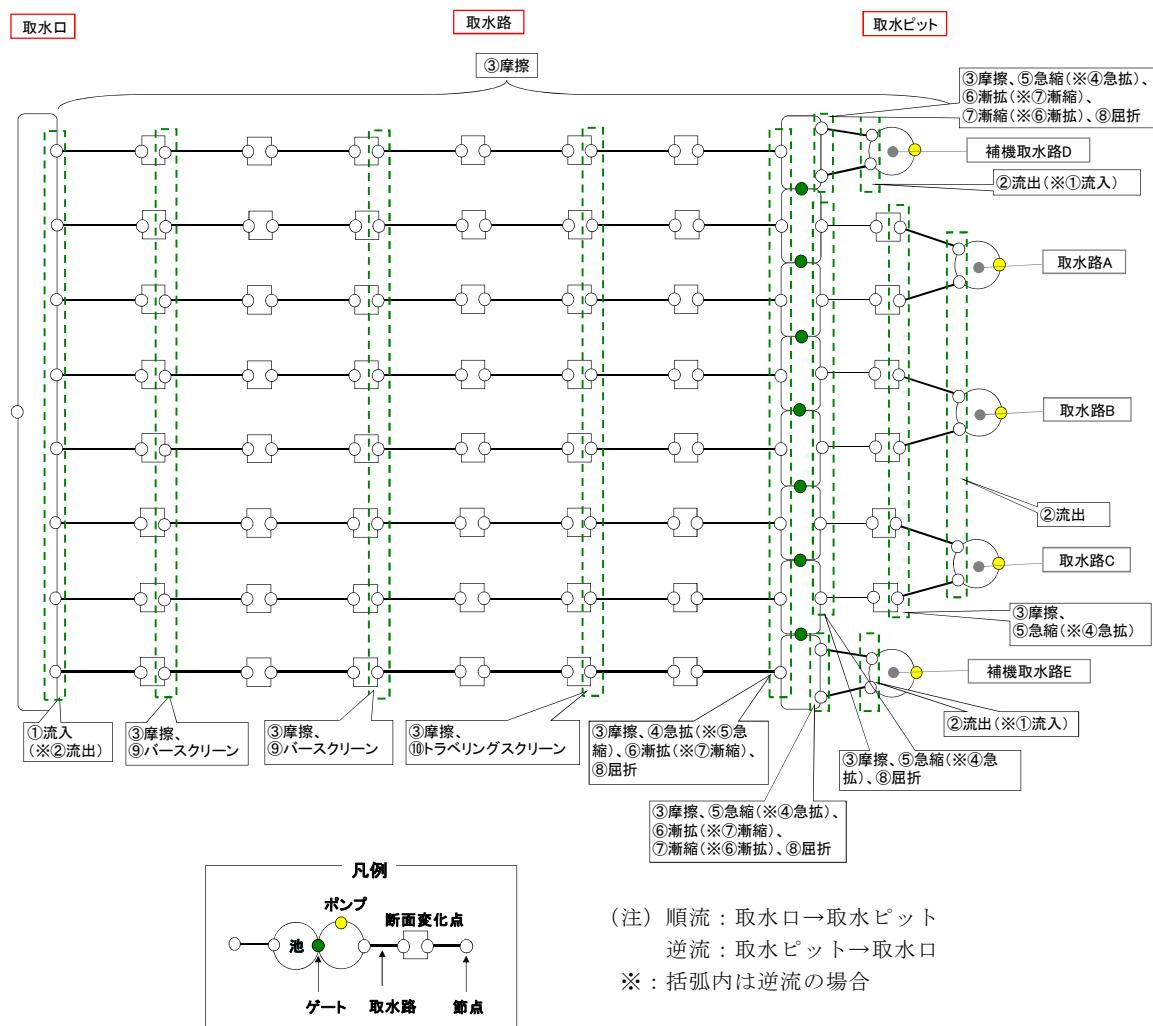 取水口
取水路
取水ピット
③摩擦
③摩擦、⑤急縮(※④急拡)、
⑥漸拡(※⑦漸縮)、
⑦漸縮(※⑥漸拡)、⑧屈折
補機取水路D
②流出(※①流入)
取水路A
取水路B
②流出
取水路C
③摩擦、
⑤急縮(※④急拡)
補機取水路E
②流出(※①流入)
①流入
(※②流出)
③摩擦、
⑨バースクリーン
③摩擦、
⑨バースクリーン
③摩擦、
⑩トラベリングスクリーン
③摩擦、④急拡(※⑤急
縮)、⑥漸拡(※⑦漸縮)、
⑧屈折
③摩擦、⑤急縮(※④急
拡)、⑧屈折
③摩擦、⑤急縮(※④急拡)、
⑥漸拡(※⑦漸縮)、
⑦漸縮(※⑥漸拡)、⑧屈折
凡例
ポンプ
断面変化点
池
ゲート
取水路
節点
（注）順流：取水口→取水ピット
逆流：取水ピット→取水口
※：括弧内は逆流の場合